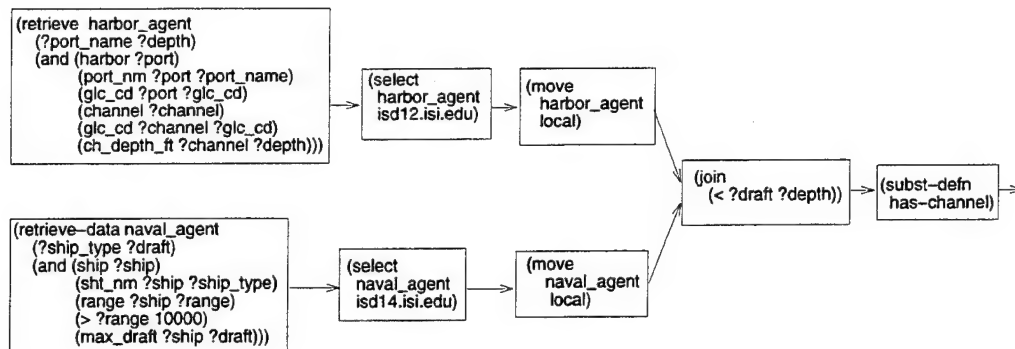 (retrieve harbor_agent
(?port_name ?depth)
(and (harbor ?port)
(port_nm ?port ?port_name)
(glc_cd ?port ?glc_cd)
(channel ?channel)
(glc_cd ?channel ?glc_cd)
(ch_depth_ft ?channel ?depth)))
(select
harbor_agent
isd12.isi.edu)
(move
harbor_agent
local)
(join
(< ?draft ?depth))
(subst-defn
has-channel)
(retrieve-data naval_agent
(?ship_type ?draft)
(and (ship ?ship)
(sht_nm ?ship ?ship_type)
(range ?ship ?range)
(> ?range 10000)
(max_draft ?ship ?draft)))
(select
naval_agent
isd14.isi.edu)
(move
naval_agent
local)